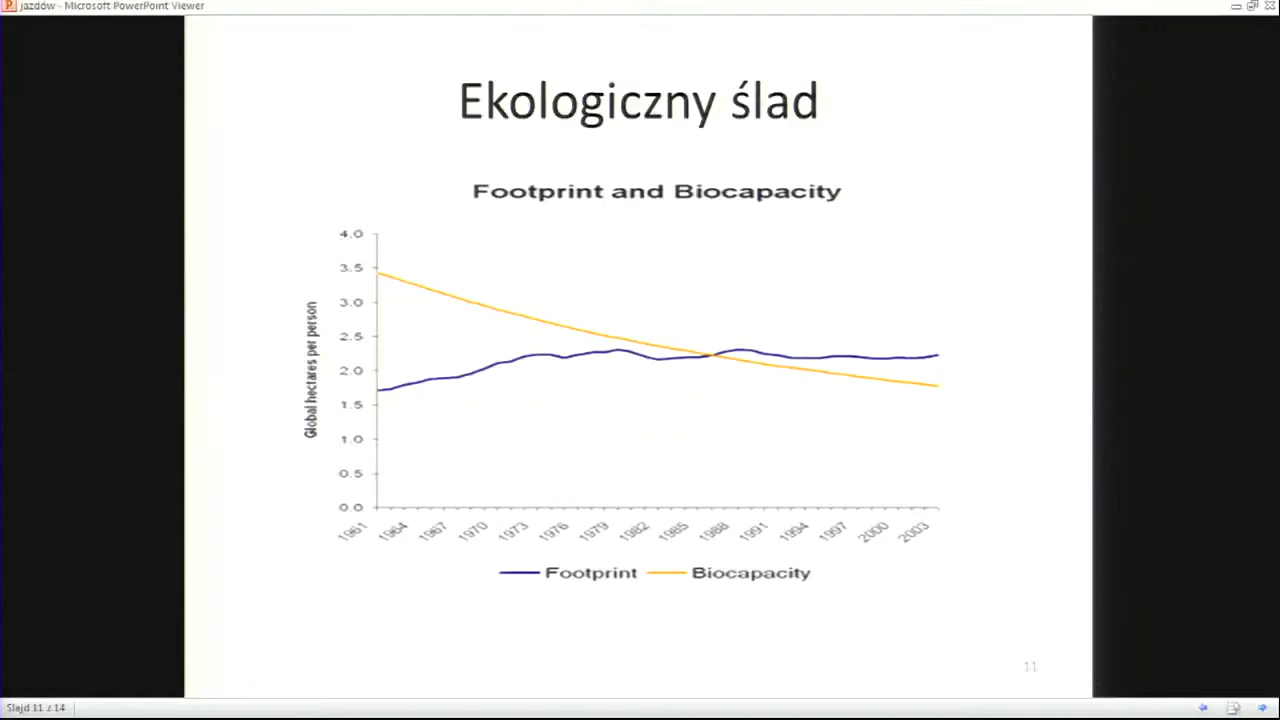 jazdów - Microsoft PowerPoint Viewer
Ekologiczny ślad
Footprint and Biocapacity
Global hectares per person
4.0
3.5
3.0
2.5
2.0
1.5
1.0
0.5
0.0
1961 1964 1967 1970 1973 1976 1979 1982 1985 1988 1991 1994 1997 2000 2003
Footprint Biocapacity
11
Slajd 11 z 14